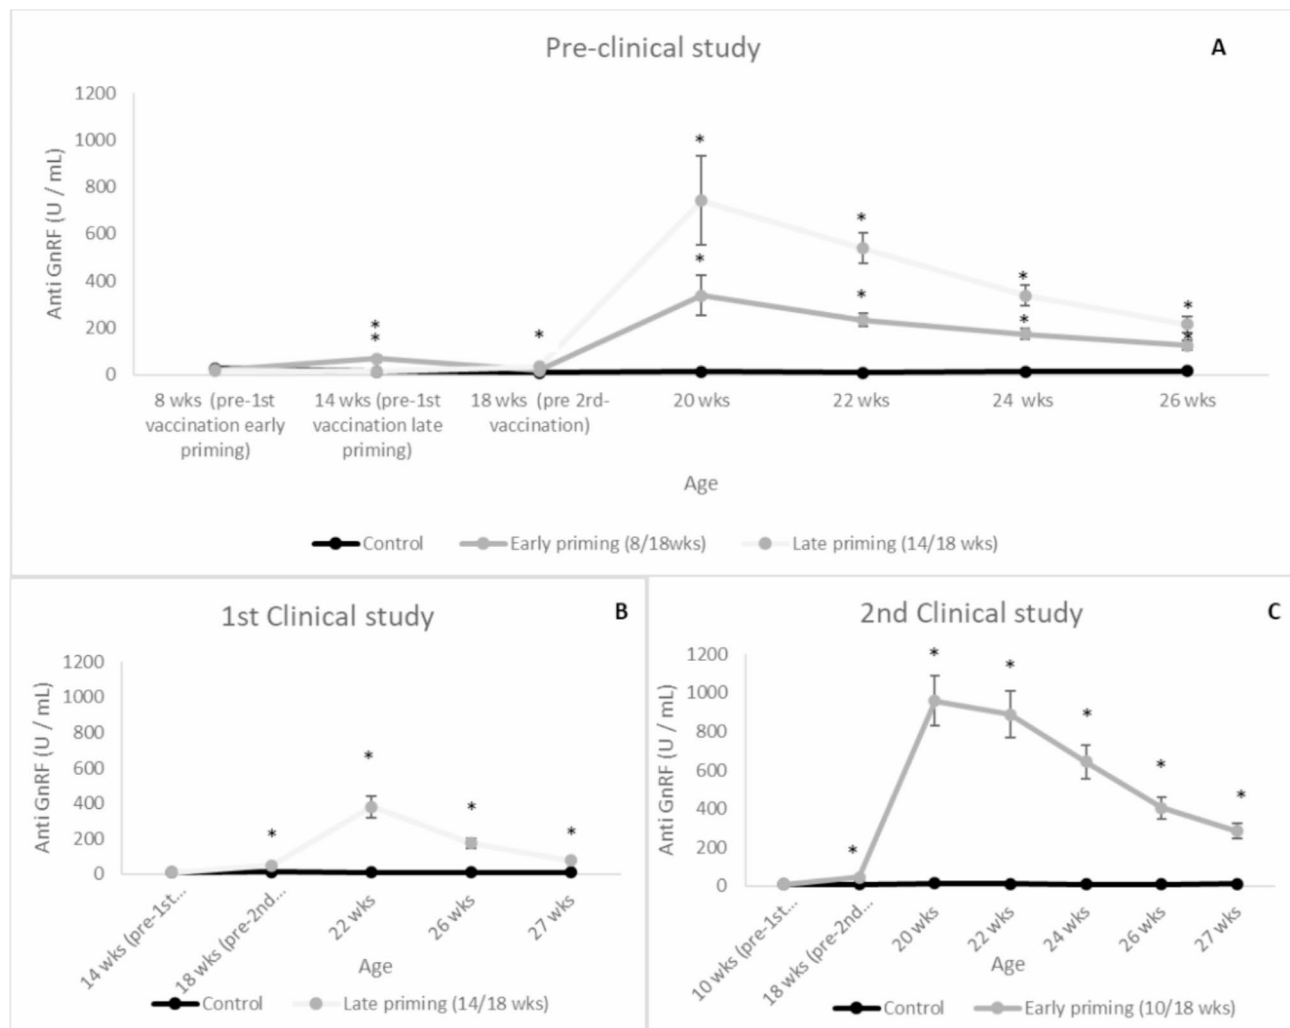 Pre-clinical study
A
1200
1000
800
600
400
200
0
Anti GnRF (U / mL)
*
*
*
*
*
*
*
*
*
*
*
8 wks (pre-1st
vaccination early
priming)
14 wks (pre-1st
vaccination late
priming)
18 wks (pre 2rd-
vaccination)
20 wks
22 wks
24 wks
26 wks
Age
Control
Early priming (8/18wks)
Late priming (14/18 wks)
1st Clinical study
B
1200
1000
800
600
400
200
0
Anti GnRF (U / mL)
*
*
*
*
14 wks (pre-1st...
18 wks (pre-2nd...
22 wks
26 wks
27 wks
Age
Control
Late priming (14/18 wks)
2nd Clinical study
C
1200
1000
800
600
400
200
0
Anti GnRF (U / mL)
*
*
*
*
*
*
10 wks (pre-1st...
18 wks (pre-2nd...
20 wks
22 wks
24 wks
26 wks
27 wks
Age
Control
Early priming (10/18 wks)